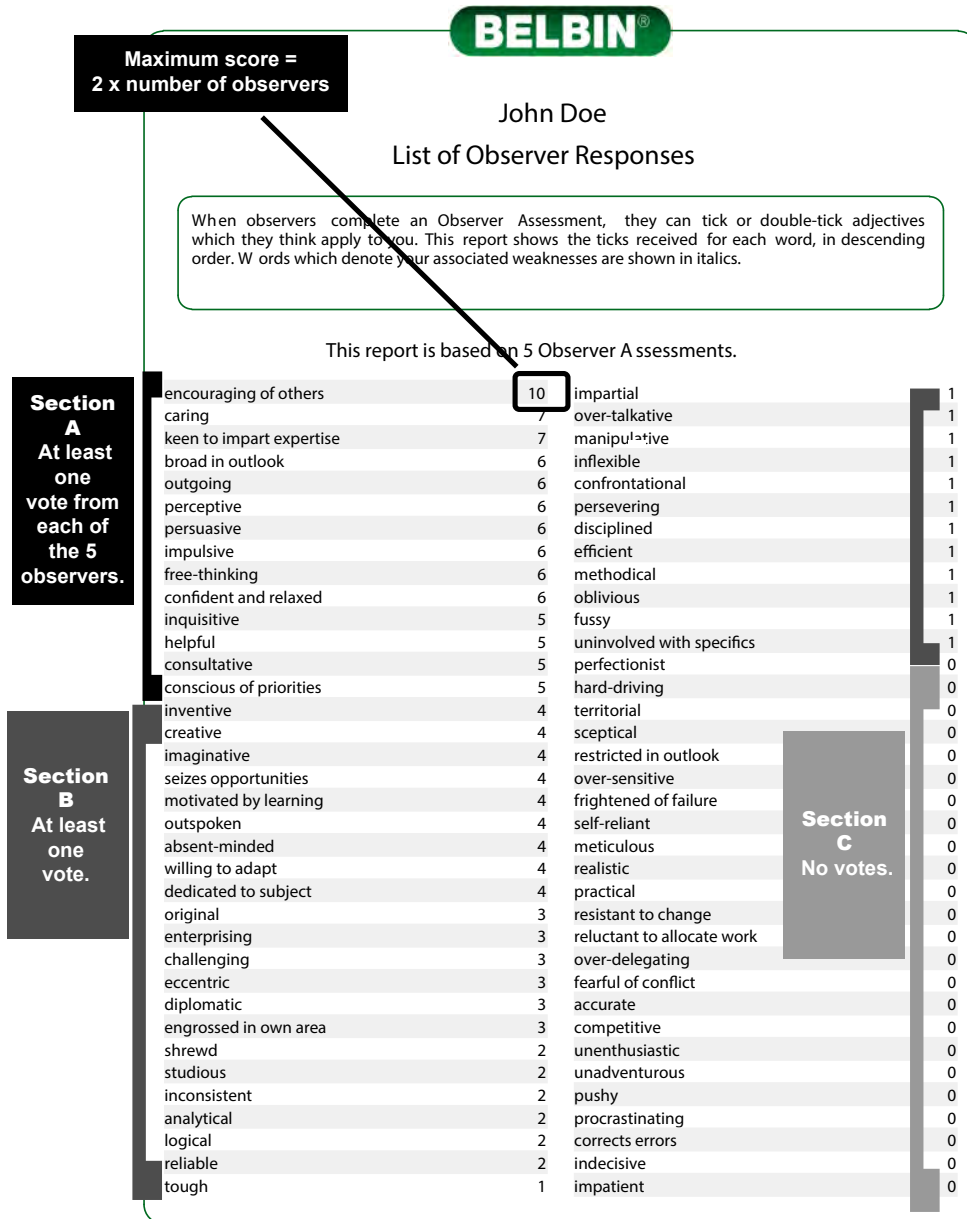 BELBIN®
Maximum score =
2 x number of observers
John Doe
List of Observer Responses
When observers complete an Observer Assessment, they can tick or double-tick adjectives
which they think apply to you. This report shows the ticks received for each word, in descending
order. W ords which denote your associated weaknesses are shown in italics.
This report is based on 5 Observer A ssessments.
Section
A
At least
one
vote from
each of
the 5
observers.
encouraging of others 10
caring 7
keen to impart expertise 7
broad in outlook 6
outgoing 6
perceptive 6
persuasive 6
impulsive 6
free-thinking 6
confident and relaxed 6
inquisitive 5
helpful 5
consultative 5
conscious of priorities 5
Section
B
At least
one
vote.
inventive 4
creative 4
imaginative 4
seizes opportunities 4
motivated by learning 4
outspoken 4
absent-minded 4
willing to adapt 4
dedicated to subject 4
original 3
enterprising 3
challenging 3
eccentric 3
diplomatic 3
engrossed in own area 3
shrewd 2
studious 2
inconsistent 2
analytical 2
logical 2
reliable 2
tough 1
impartial 1
over-talkative 1
manipulative 1
inflexible 1
confrontational 1
persevering 1
disciplined 1
efficient 1
methodical 1
oblivious 1
fussy 1
uninvolved with specifics 1
perfectionist 0
hard-driving 0
territorial 0
sceptical 0
restricted in outlook 0
over-sensitive 0
frightened of failure 0
self-reliant 0
meticulous 0
realistic 0
practical 0
resistant to change 0
reluctant to allocate work 0
over-delegating 0
fearful of conflict 0
accurate 0
competitive 0
unenthusiastic 0
unadventurous 0
pushy 0
procrastinating 0
corrects errors 0
indecisive 0
impatient 0
Section
C
No votes.